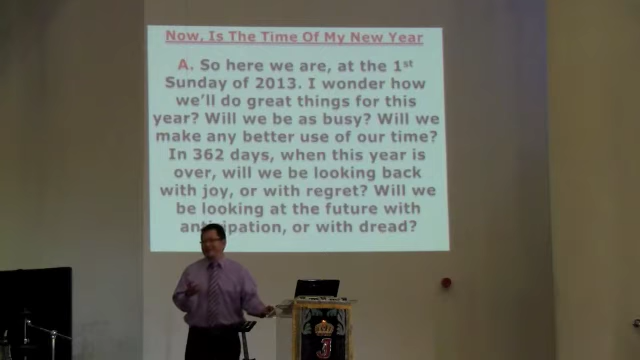 Now, Is The Time Of My New Year
A. So here we are, at the 1st
Sunday of 2013. I wonder how
we'll do great things for this
year? Will we be as busy? Will we
make any better use of our time?
In 362 days, when this year is
over, will we be looking back
with joy, or with regret? Will we
be looking at the future with
anticipation, or with dread?